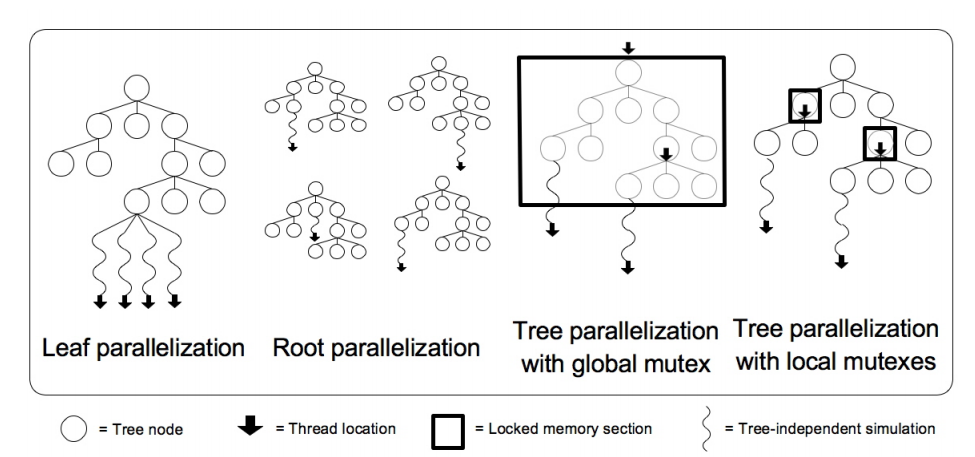 Leaf parallelization
Root parallelization
Tree parallelization
with global mutex
Tree parallelization
with local mutexes
= Tree node
= Thread location
= Locked memory section
= Tree-independent simulation